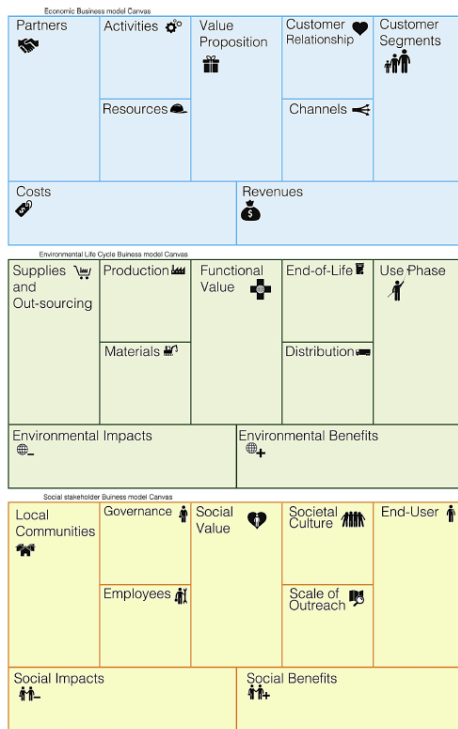 Economic Business model Canvas
Partners
Activities
Value
Proposition
Customer
Relationship
Customer
Segments
Resources
Channels
Costs
Revenues
Environmental Life Cycle Buiness model Canvas
Supplies
and
Out-sourcing
Production
Functional
Value
End-of-Life
Use Phase
Materials
Distribution
Environmental Impacts
Environmental Benefits
Social stakeholder Buiness model Canvas
Local
Communities
Governance
Social
Value
Societal
Culture
End-User
Employees
Scale of
Outreach
Social Impacts
Social Benefits